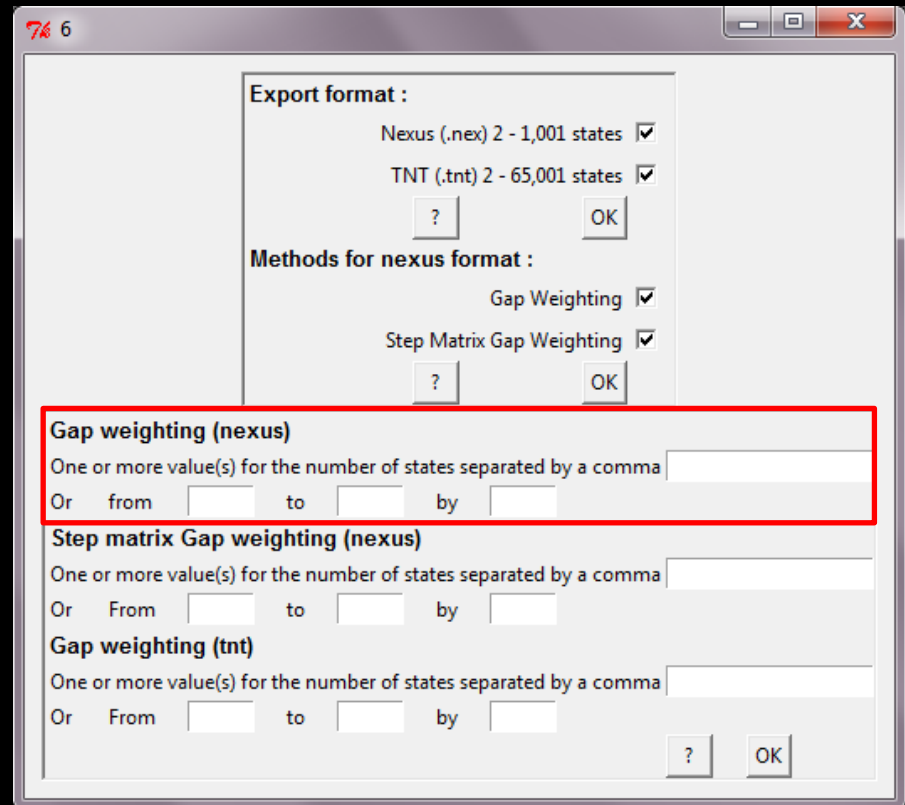 6
Export format :
Nexus (.nex) 2 - 1,001 states
TNT (.tnt) 2 - 65,001 states
? OK
Methods for nexus format :
Gap Weighting
Step Matrix Gap Weighting
? OK
Gap weighting (nexus)
One or more value(s) for the number of states separated by a comma
Or from to by
Step matrix Gap weighting (nexus)
One or more value(s) for the number of states separated by a comma
Or From to by
Gap weighting (tnt)
One or more value(s) for the number of states separated by a comma
Or From to by
? OK